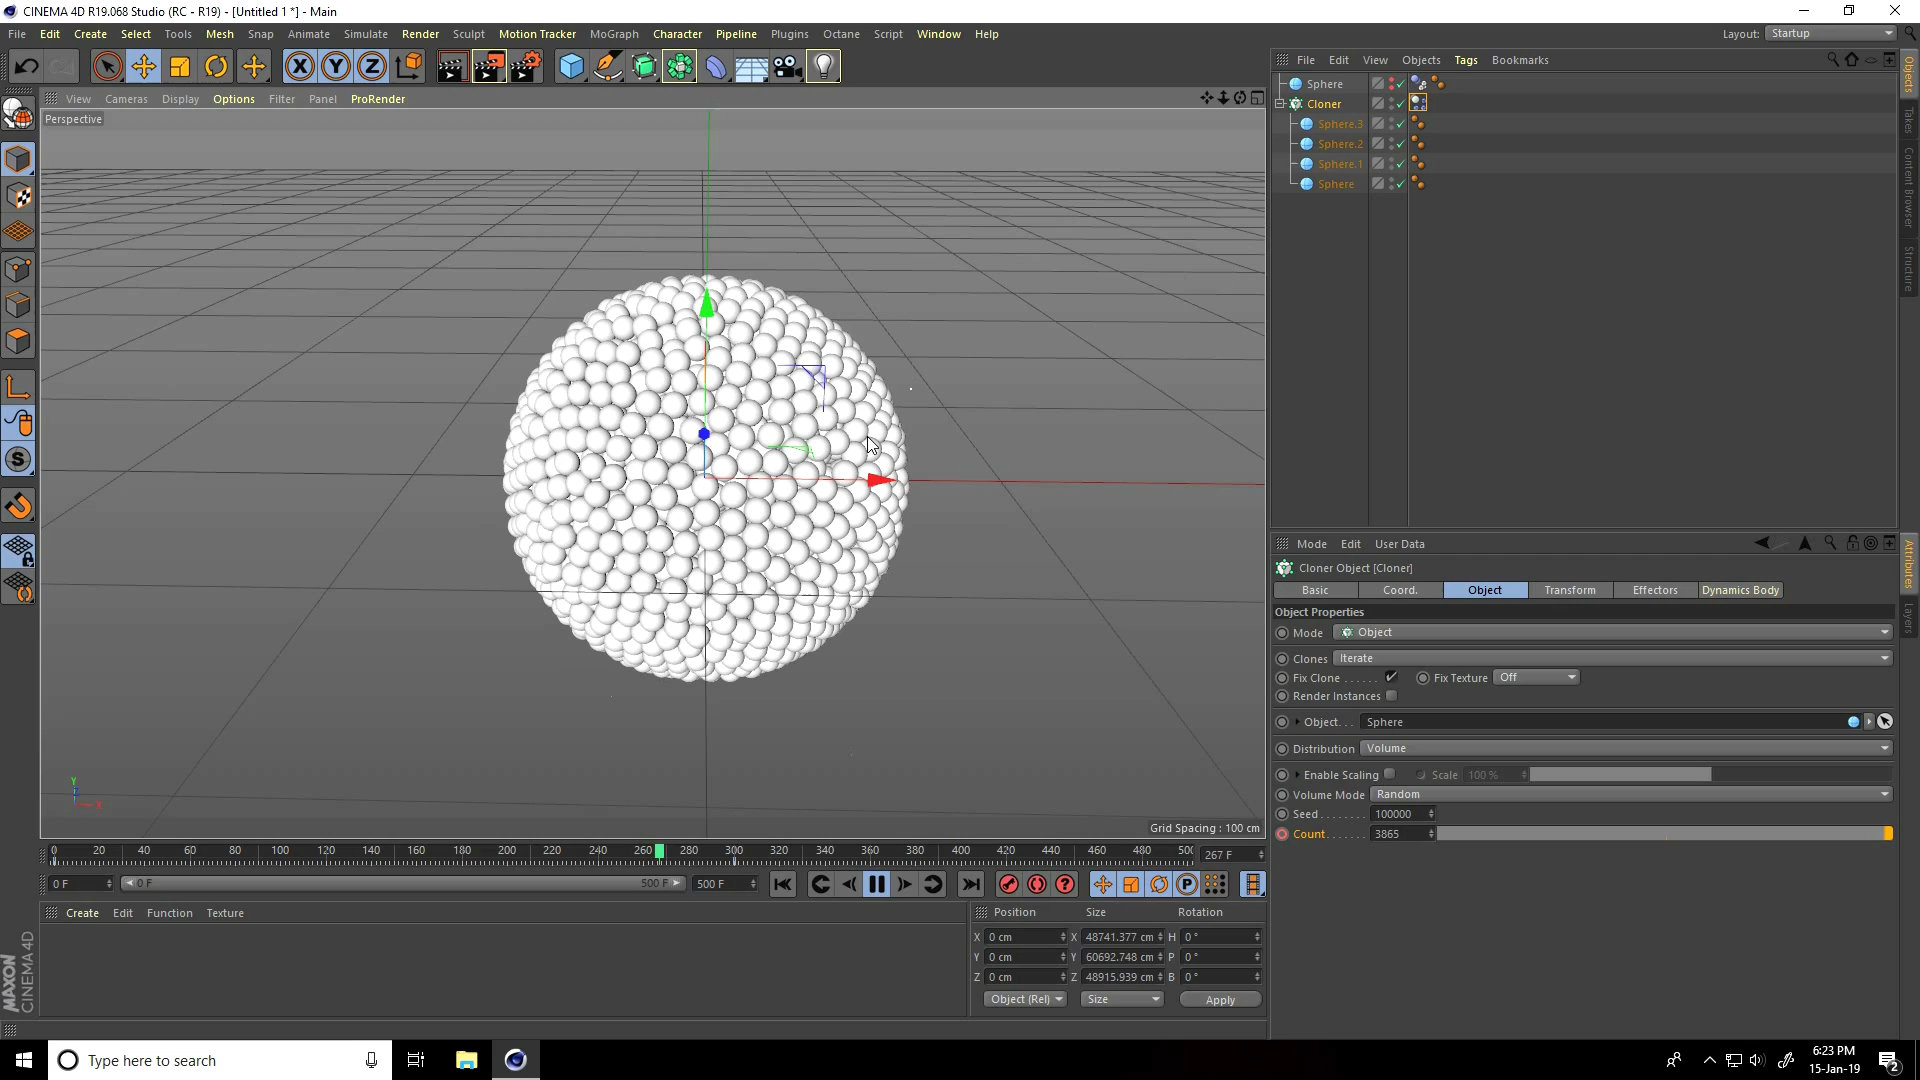 CINEMA 4D R19.068 Studio (RC - R19) - [Untitled 1 *] - Main
File Edit Create Select Tools Mesh Snap Animate Simulate Render Sculpt Motion Tracker MoGraph Character Pipeline Plugins Octane Script Window Help
Layout: Startup
File Edit View Objects Tags Bookmarks
View Cameras Display Options Filter Panel ProRender
Perspective
Sphere
Cloner
Sphere.3
Sphere.2
Sphere.1
Sphere
Objects
Takes
Content Browser
Structure
Mode Edit User Data
Cloner Object [Cloner]
Basic Coord. Object Transform Effectors Dynamics Body
Object Properties
Mode Object
Clones Iterate
Fix Clone . . . . . . Fix Texture Off
Render Instances
Object. . . Sphere
Distribution Volume
Enable Scaling Scale 100 %
Volume Mode Random
Seed. . . . . . . . 100000
Count. . . . . . . 3865
Attributes
Layers
Y
X
Grid Spacing : 100 cm
0 20 40 60 80 100 120 140 160 180 200 220 240 260 280 300 320 340 360 380 400 420 440 460 480 500
267 F
0 F 0 F 500 F 500 F
Create Edit Function Texture
Position Size Rotation
X 0 cm X 48741.377 cm H 0 °
Y 0 cm Y 60692.748 cm P 0 °
Z 0 cm Z 48915.939 cm B 0 °
Object (Rel) Size Apply
MAXON
CINEMA 4D
Type here to search
6:23 PM
15-Jan-19
2